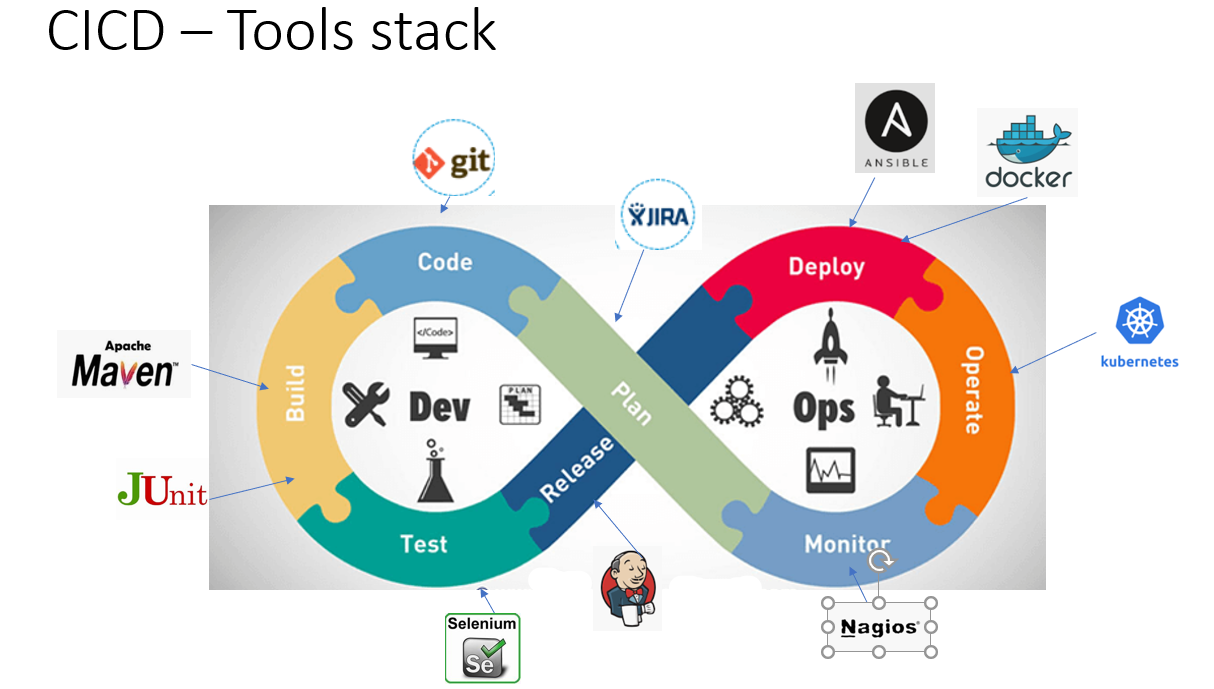 CICD – Tools stack
git
JIRA
ANSIBLE
docker
Code
Deploy
</Code>
Apache
Maven™
Build
Dev
PLAN
Plan
Ops
Operate
kubernetes
JUnit
Release
Test
Monitor
Selenium
Se
Nagios®